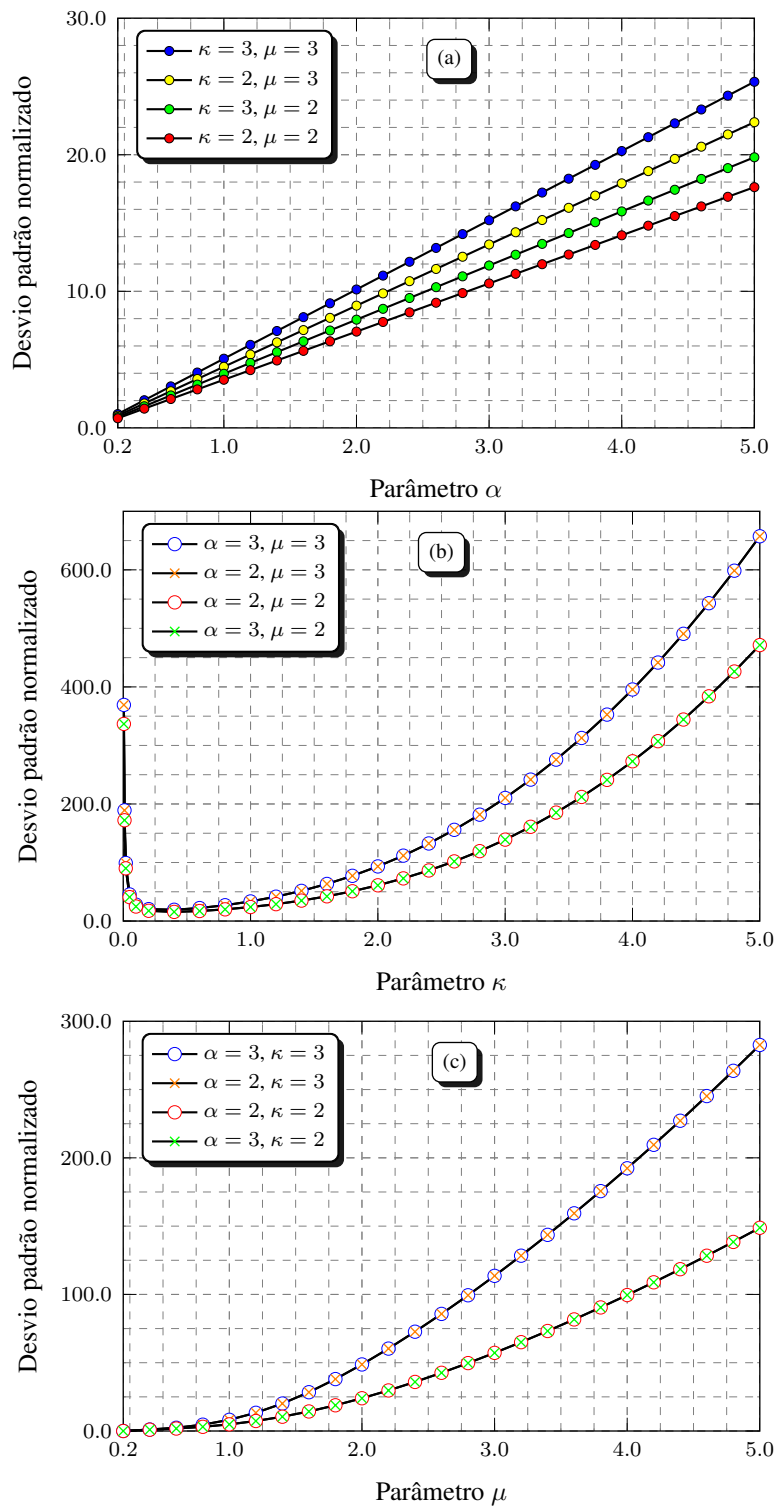 30.0
20.0
10.0
0.0
Desvio padrão normalizado
κ = 3, μ = 3
κ = 2, μ = 3
κ = 3, μ = 2
κ = 2, μ = 2
(a)
0.2 1.0 2.0 3.0 4.0 5.0
Parâmetro α
600.0
400.0
200.0
0.0
Desvio padrão normalizado
α = 3, μ = 3
α = 2, μ = 3
α = 2, μ = 2
α = 3, μ = 2
(b)
0.0 1.0 2.0 3.0 4.0 5.0
Parâmetro κ
300.0
200.0
100.0
0.0
Desvio padrão normalizado
α = 3, κ = 3
α = 2, κ = 3
α = 2, κ = 2
α = 3, κ = 2
(c)
0.2 1.0 2.0 3.0 4.0 5.0
Parâmetro μ